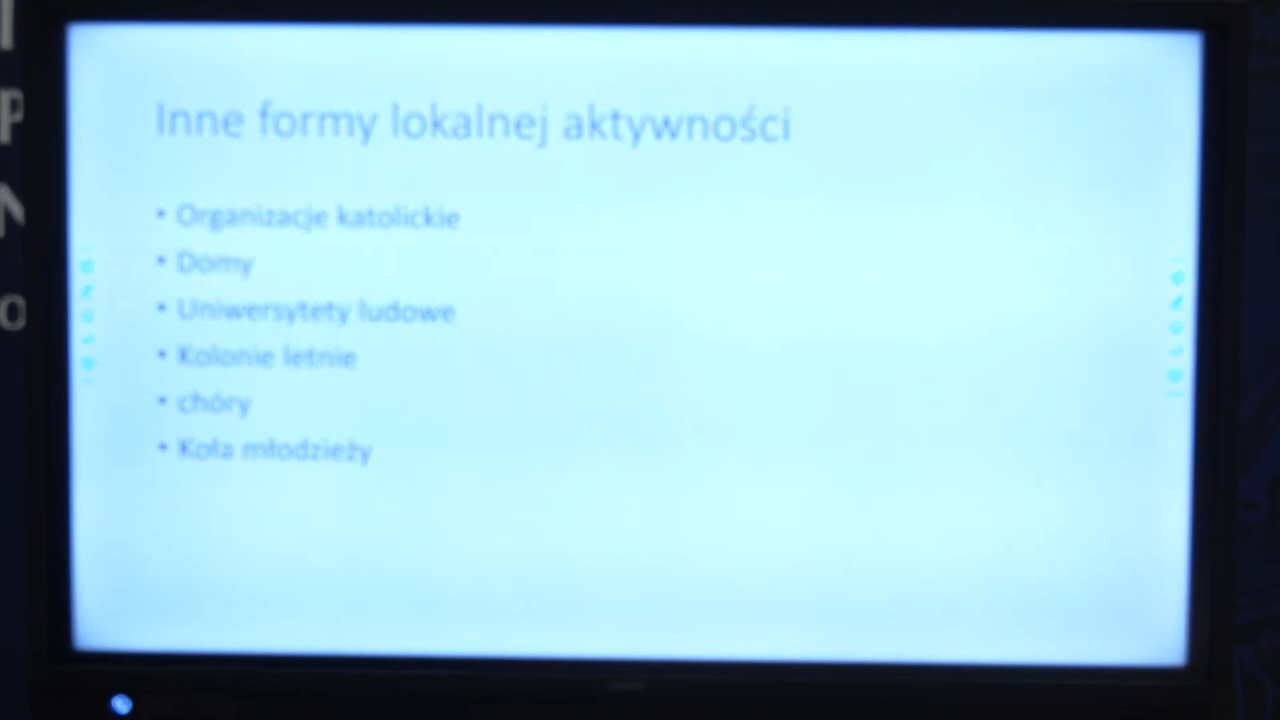 Inne formy lokalnej aktywności
• Organizacje katolickie
• Domy
• Uniwersytety ludowe
• Kolonie letnie
• chóry
• Koła młodzieży